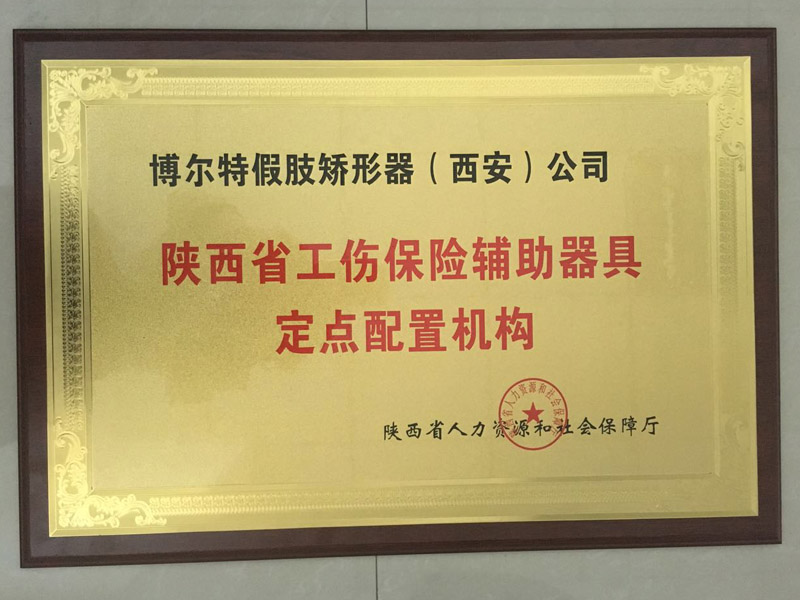 博尔特假肢矫形器（西安）公司
陕西省工伤保险辅助器具
定点配置机构
陕西省人力资源和社会保障厅